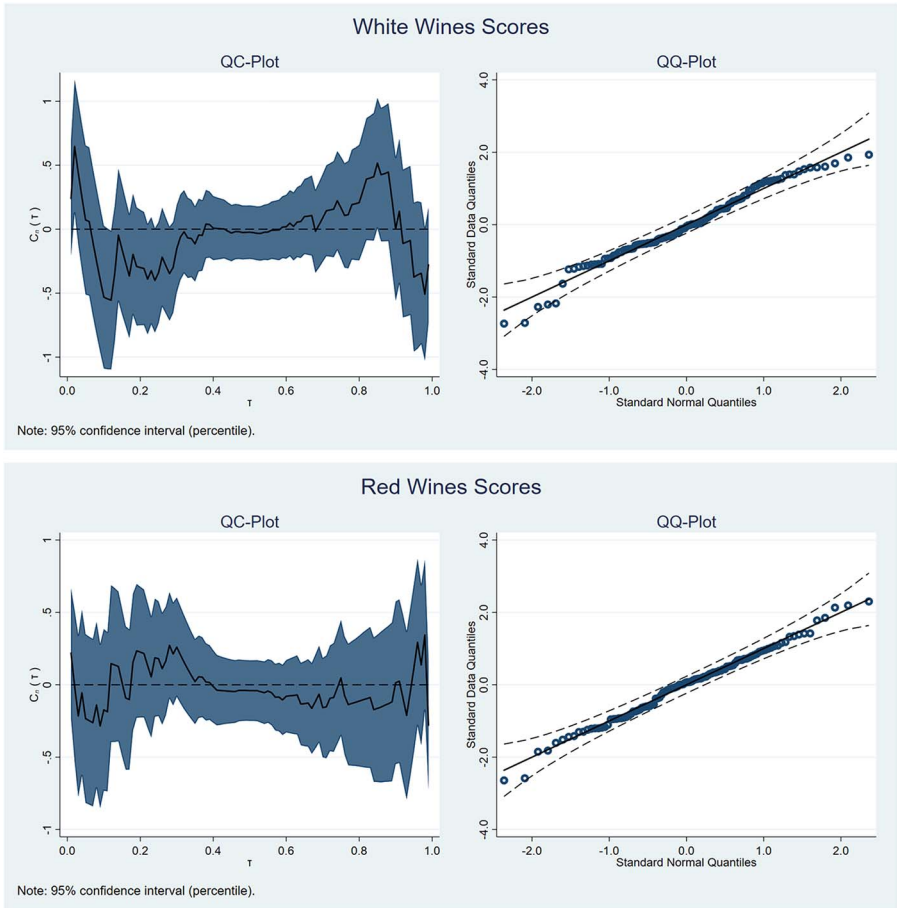 White Wines Scores
QC-Plot
QQ-Plot
Cₙ ( τ )
1
.5
0
-.5
-1
0.0 0.2 0.4 0.6 0.8 1.0
τ
Standard Data Quantiles
4.0
2.0
0.0
-2.0
-4.0
-2.0 -1.0 0.0 1.0 2.0
Standard Normal Quantiles
Note: 95% confidence interval (percentile).
Red Wines Scores
QC-Plot
QQ-Plot
Cₙ ( τ )
1
.5
0
-.5
-1
0.0 0.2 0.4 0.6 0.8 1.0
τ
Standard Data Quantiles
4.0
2.0
0.0
-2.0
-4.0
-2.0 -1.0 0.0 1.0 2.0
Standard Normal Quantiles
Note: 95% confidence interval (percentile).